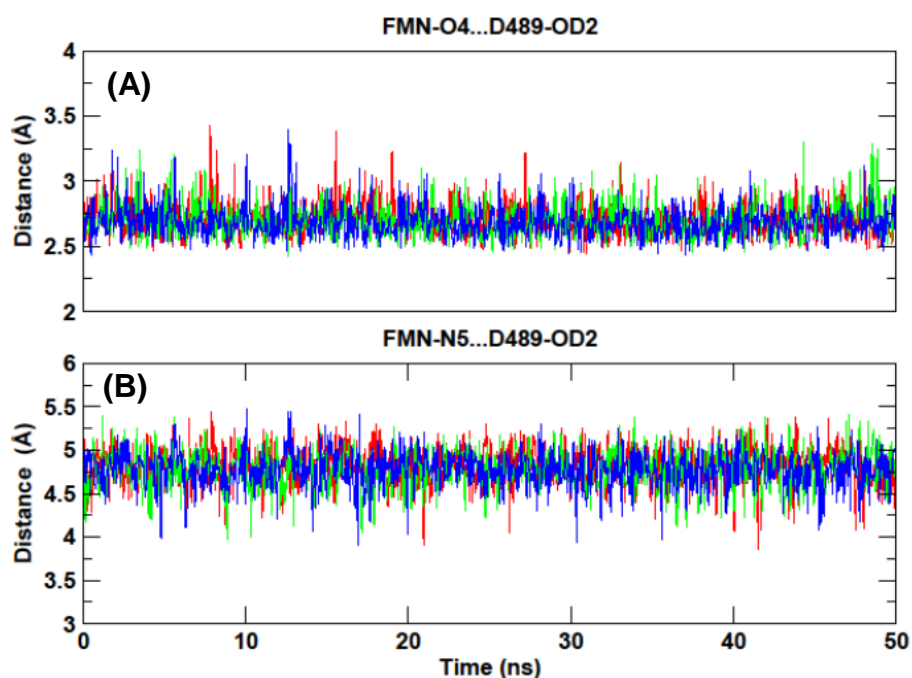 FMN-O4...D489-OD2
(A)
4
3.5
3
2.5
2
Distance (Å)
FMN-N5...D489-OD2
(B)
6
5.5
5
4.5
4
3.5
3
Distance (Å)
0 10 20 30 40 50
Time (ns)